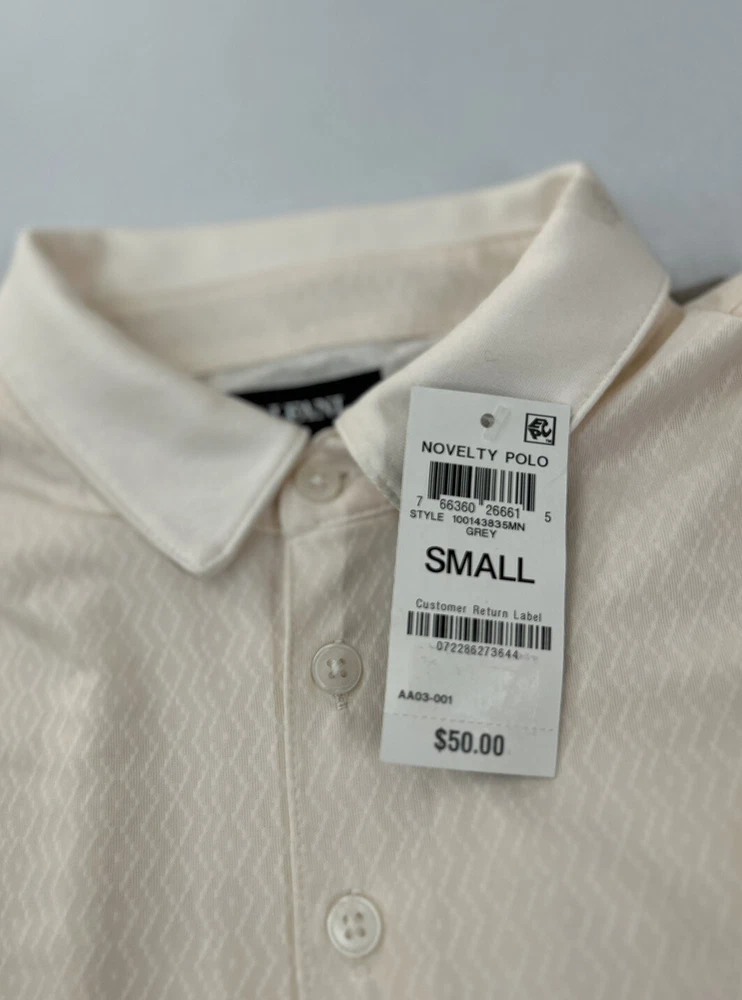 NOVELTY POLO
7 66360 26661 5
STYLE 100143835MN
GREY
SMALL
Customer Return Label
072286273644
AA03-001
$50.00